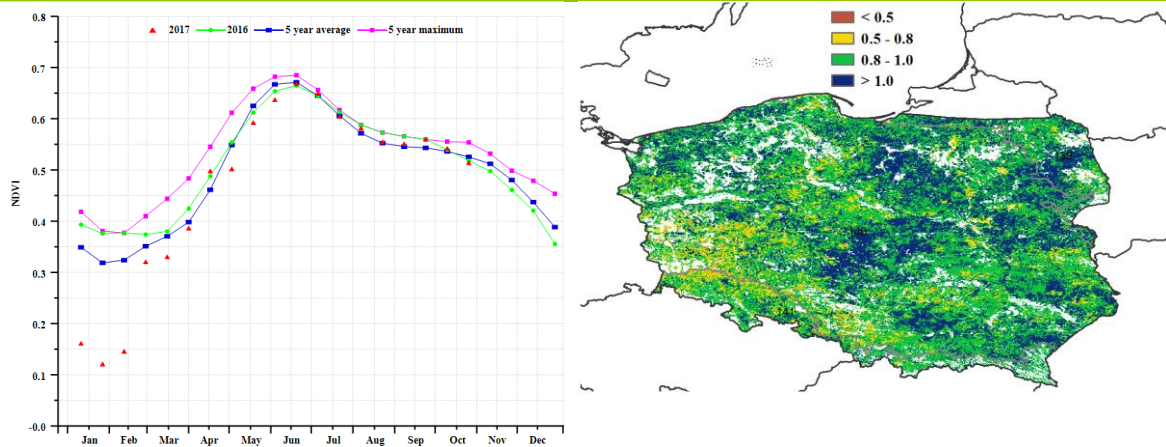 0.8
0.7
0.6
0.5
0.4
0.3
0.2
0.1
-0.0
NDVI
2017 2016 5 year average 5 year maximum
Jan Feb Mar Apr May Jun Jul Aug Sep Oct Nov Dec
< 0.5
0.5 - 0.8
0.8 - 1.0
> 1.0